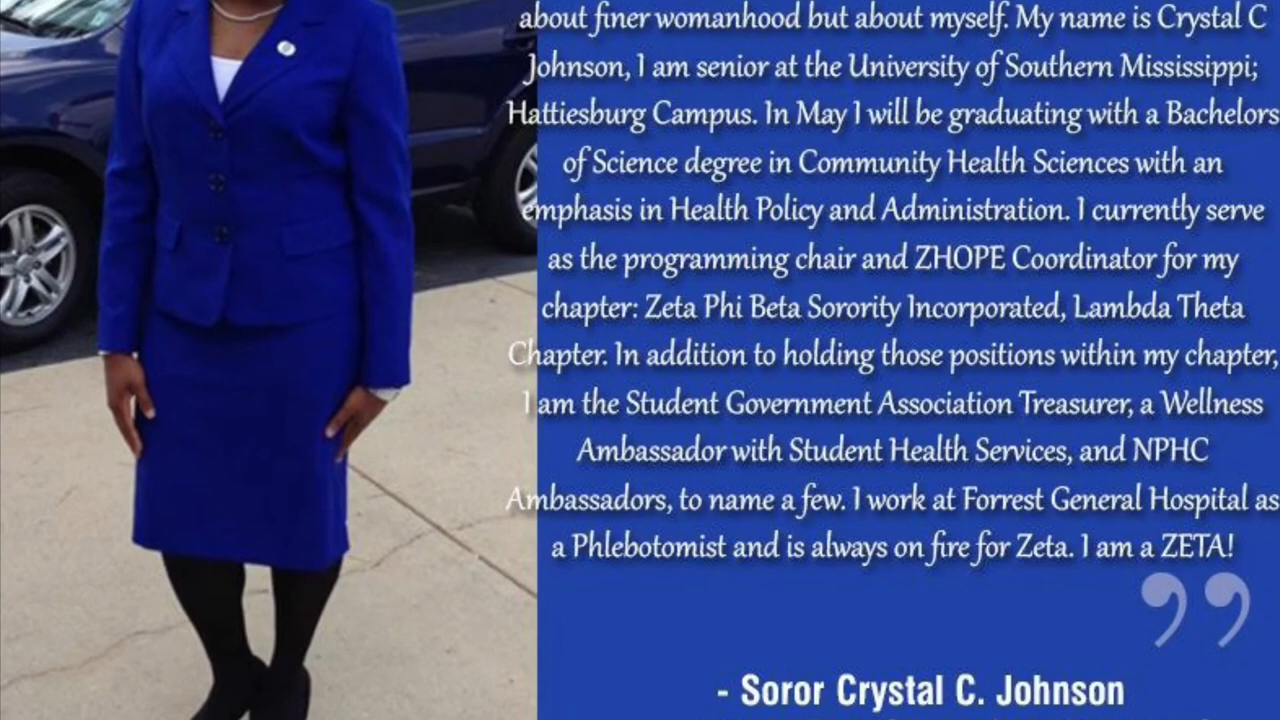 about finer womanhood but about myself. My name is Crystal C
Johnson, I am senior at the University of Southern Mississippi;
Hattiesburg Campus. In May I will be graduating with a Bachelors
of Science degree in Community Health Sciences with an
emphasis in Health Policy and Administration. I currently serve
as the programming chair and ZHOPE Coordinator for my
chapter: Zeta Phi Beta Sorority Incorporated, Lambda Theta
Chapter. In addition to holding those positions within my chapter,
I am the Student Government Association Treasurer, a Wellness
Ambassador with Student Health Services, and NPHC
Ambassadors, to name a few. I work at Forrest General Hospital as
a Phlebotomist and is always on fire for Zeta. I am a ZETA!
”
- Soror Crystal C. Johnson